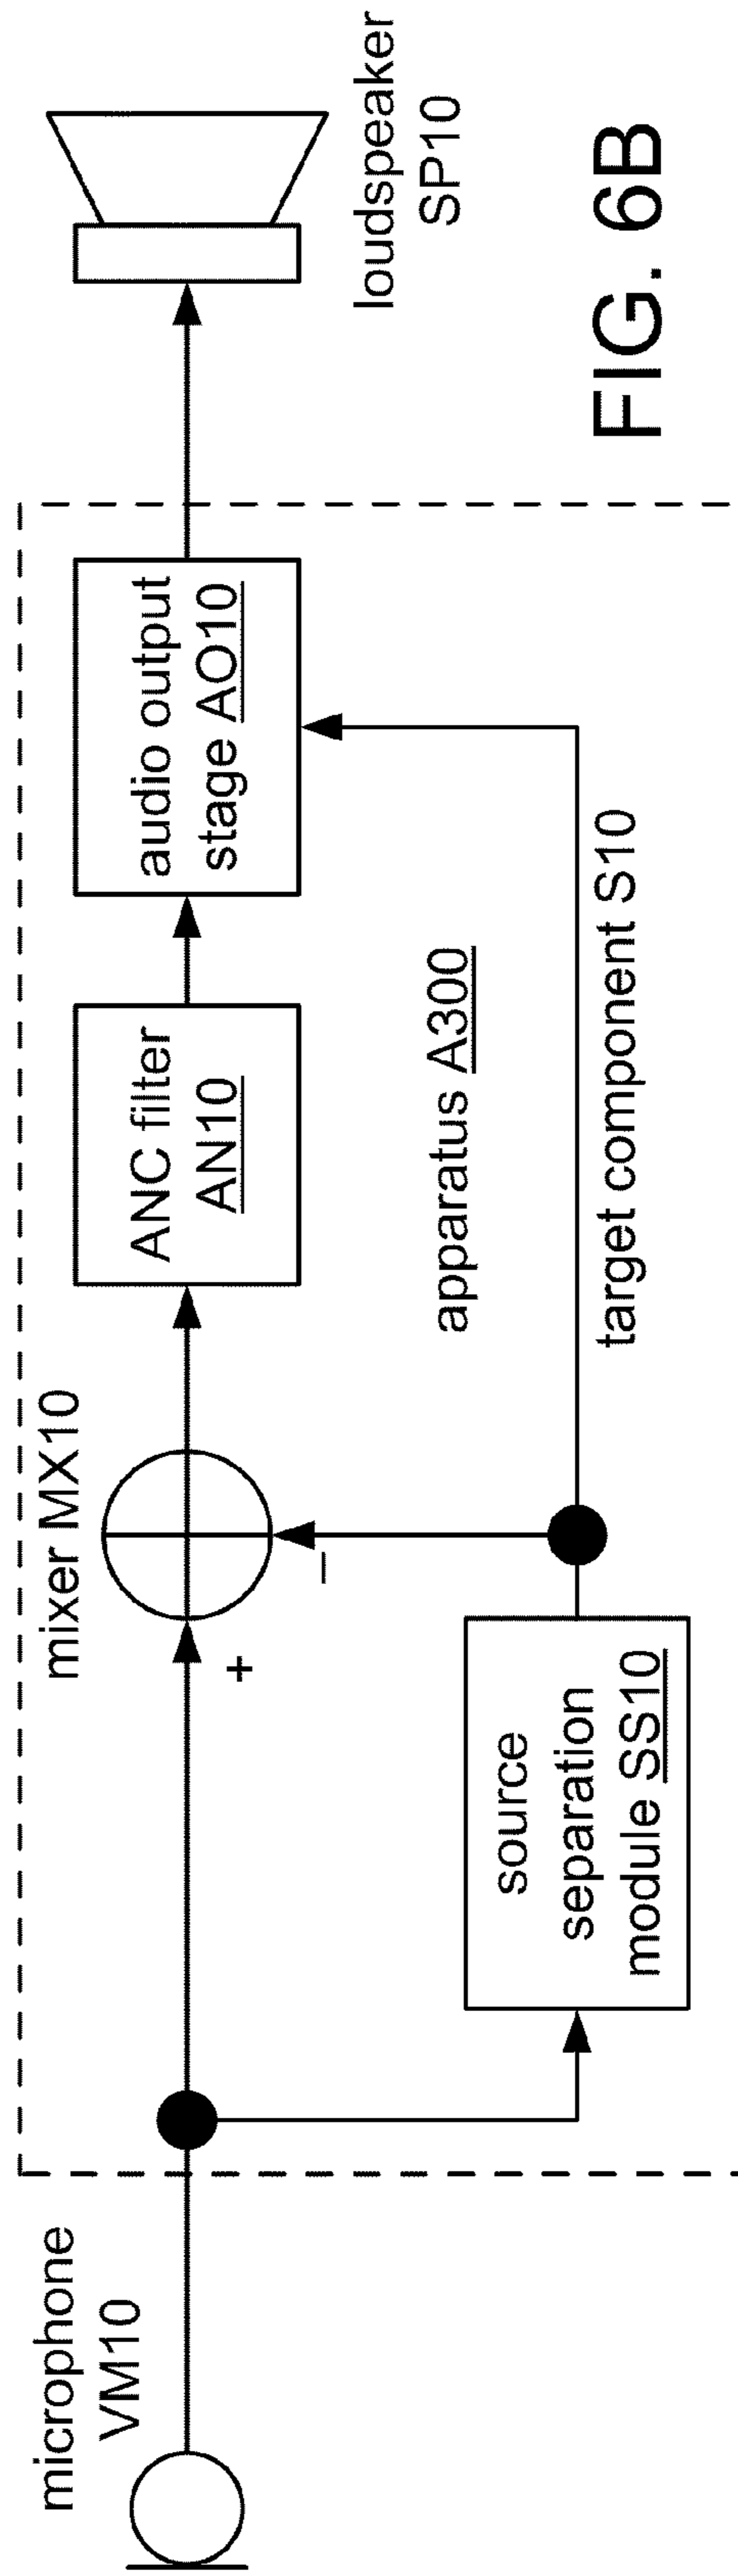 microphone
VM10
mixer MX10
+
–
ANC filter
AN10
audio output
stage AO10
loudspeaker
SP10
source
separation
module SS10
apparatus A300
target component S10
FIG. 6B